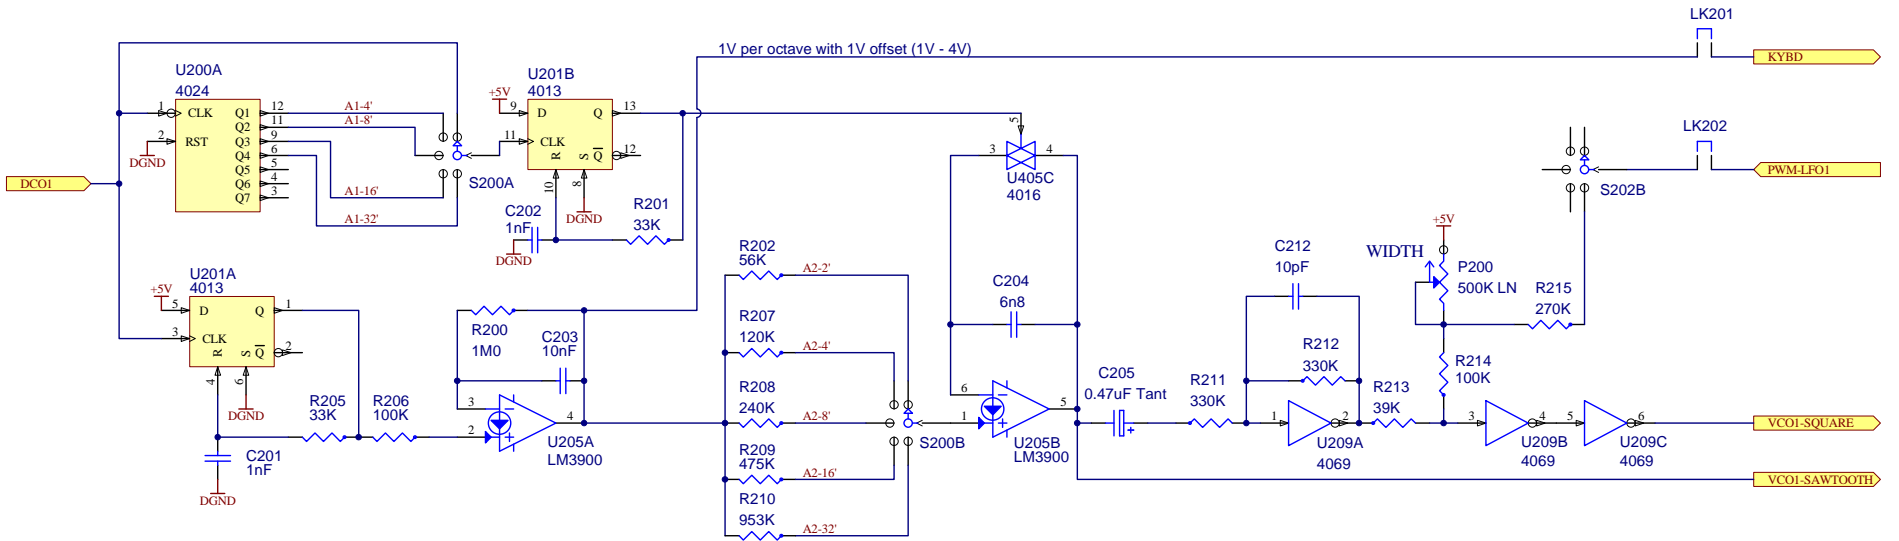 LK201
1V per octave with 1V offset (1V - 4V)
KYBD
U200A
4024
1
CLK
2
RST
DGND
Q1
Q2
Q3
Q4
Q5
Q6
Q7
12
11
9
6
5
4
3
A1-4'
A1-8'
A1-16'
A1-32'
S200A
DCO1
U201B
4013
+5V
9
D
Q
13
11
CLK
R
S
Q
12
10
8
DGND
C202
1nF
DGND
R201
33K
5
3
4
U405C
4016
LK202
PWM-LFO1
S202B
U201A
4013
+5V
5
D
Q
1
3
CLK
R
S
Q
2
4
6
DGND
C201
1nF
DGND
R205
33K
R206
100K
R200
1M0
C203
10nF
3
2
4
U205A
LM3900
R202
56K
A2-2'
R207
120K
A2-4'
R208
240K
A2-8'
R209
475K
A2-16'
R210
953K
A2-32'
S200B
C204
6n8
6
1
5
U205B
LM3900
C205
0.47uF Tant
R211
330K
C212
10pF
R212
330K
1
2
U209A
4069
R213
39K
+5V
WIDTH
P200
500K LN
R215
270K
R214
100K
3
4
U209B
4069
5
6
U209C
4069
VCO1-SQUARE
VCO1-SAWTOOTH